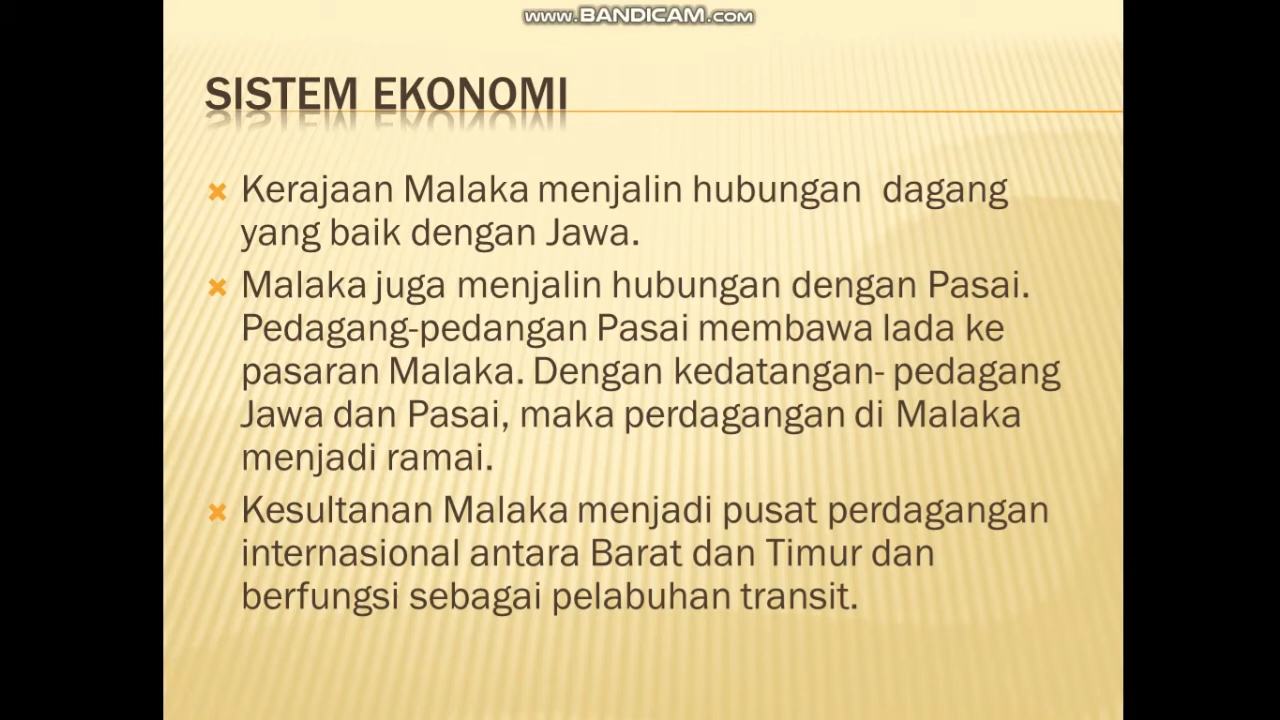 www.BANDICAM.com
SISTEM EKONOMI
Kerajaan Malaka menjalin hubungan dagang
yang baik dengan Jawa.
Malaka juga menjalin hubungan dengan Pasai.
Pedagang-pedangan Pasai membawa lada ke
pasaran Malaka. Dengan kedatangan- pedagang
Jawa dan Pasai, maka perdagangan di Malaka
menjadi ramai.
Kesultanan Malaka menjadi pusat perdagangan
internasional antara Barat dan Timur dan
berfungsi sebagai pelabuhan transit.